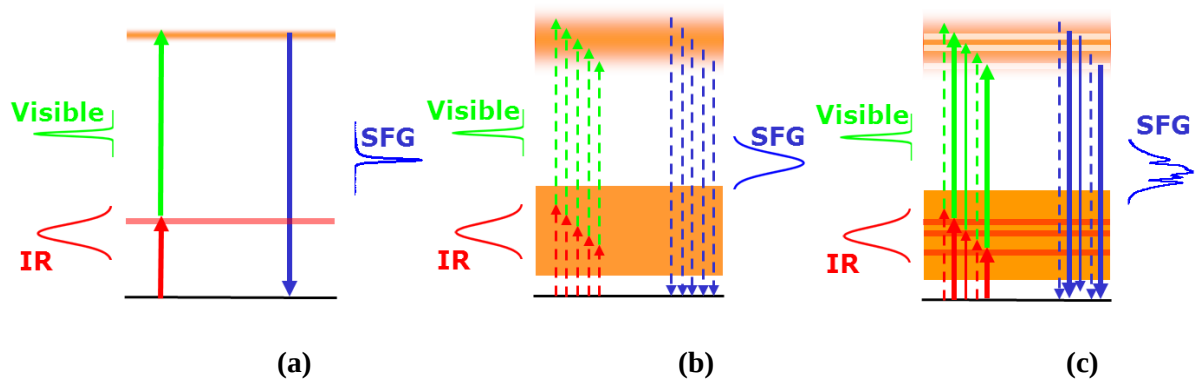 Visible
SFG
IR
(a)
Visible
SFG
IR
(b)
Visible
SFG
IR
(c)